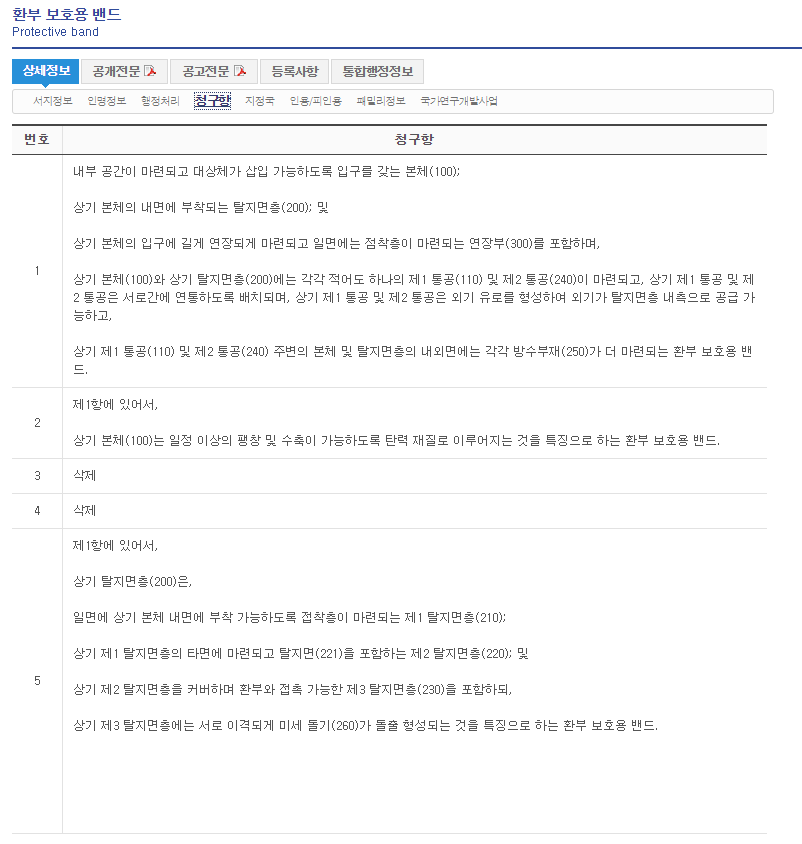 환부 보호용 밴드
Protective band
상세정보 공개전문 공고전문 등록사항 통합행정정보
서지정보 인명정보 행정처리 청구항 지정국 인용/피인용 패밀리정보 국가연구개발사업
번호 청구항
내부 공간이 마련되고 대상체가 삽입 가능하도록 입구를 갖는 본체(100);
상기 본체의 내면에 부착되는 탈지면층(200); 및
상기 본체의 입구에 길게 연장되게 마련되고 일면에는 점착층이 마련되는 연장부(300)를 포함하며,
1
상기 본체(100)와 상기 탈지면층(200)에는 각각 적어도 하나의 제1 통공(110) 및 제2 통공(240)이 마련되고, 상기 제1 통공 및 제
2 통공은 서로간에 연통하도록 배치되며, 상기 제1 통공 및 제2 통공은 외기 유로를 형성하여 외기가 탈지면층 내측으로 공급 가
능하고,
상기 제1 통공(110) 및 제2 통공(240) 주변의 본체 및 탈지면층의 내외면에는 각각 방수부재(250)가 더 마련되는 환부 보호용 밴
드.
제1항에 있어서,
2
상기 본체(100)는 일정 이상의 팽창 및 수축이 가능하도록 탄력 재질로 이루어지는 것을 특징으로 하는 환부 보호용 밴드.
3 삭제
4 삭제
제1항에 있어서,
상기 탈지면층(200)은,
일면에 상기 본체 내면에 부착 가능하도록 접착층이 마련되는 제1 탈지면층(210);
상기 제1 탈지면층의 타면에 마련되고 탈지면(221)을 포함하는 제2 탈지면층(220); 및
5
상기 제2 탈지면층을 커버하며 환부와 접촉 가능한 제3 탈지면층(230)을 포함하되,
상기 제3 탈지면층에는 서로 이격되게 미세 돌기(260)가 돌출 형성되는 것을 특징으로 하는 환부 보호용 밴드.